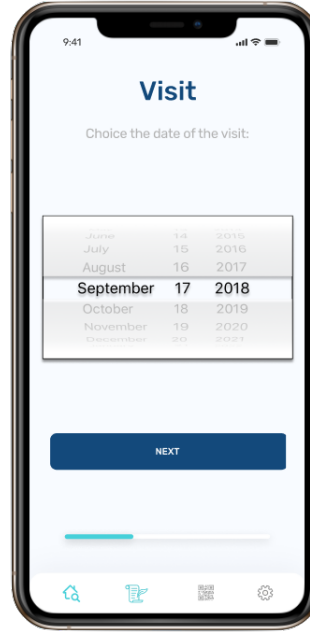 9:41
Visit
Choice the date of the visit:
June 14 2015
July 15 2016
August 16 2017
September 17 2018
October 18 2019
November 19 2020
December 20 2021
NEXT